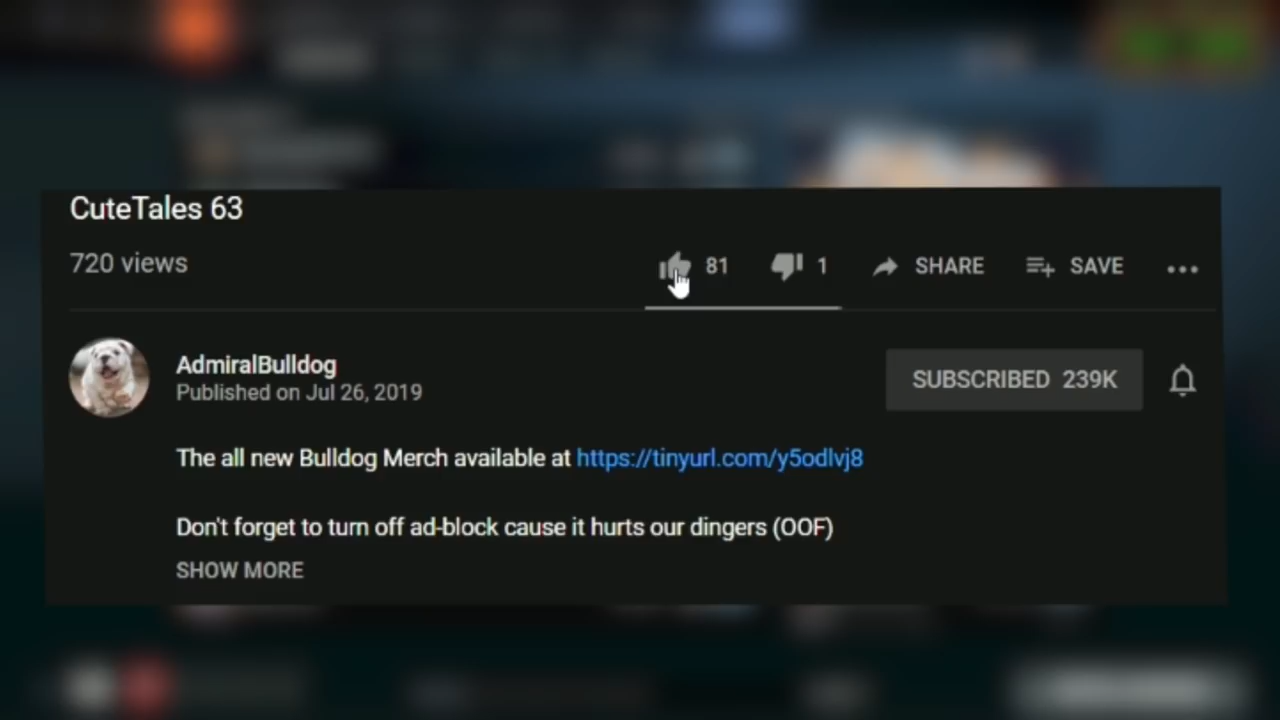 CuteTales 63
720 views
81 1 SHARE SAVE
AdmiralBulldog
Published on Jul 26, 2019
SUBSCRIBED 239K
The all new Bulldog Merch available at https://tinyurl.com/y5odlvj8
Don't forget to turn off ad-block cause it hurts our dingers (OOF)
SHOW MORE